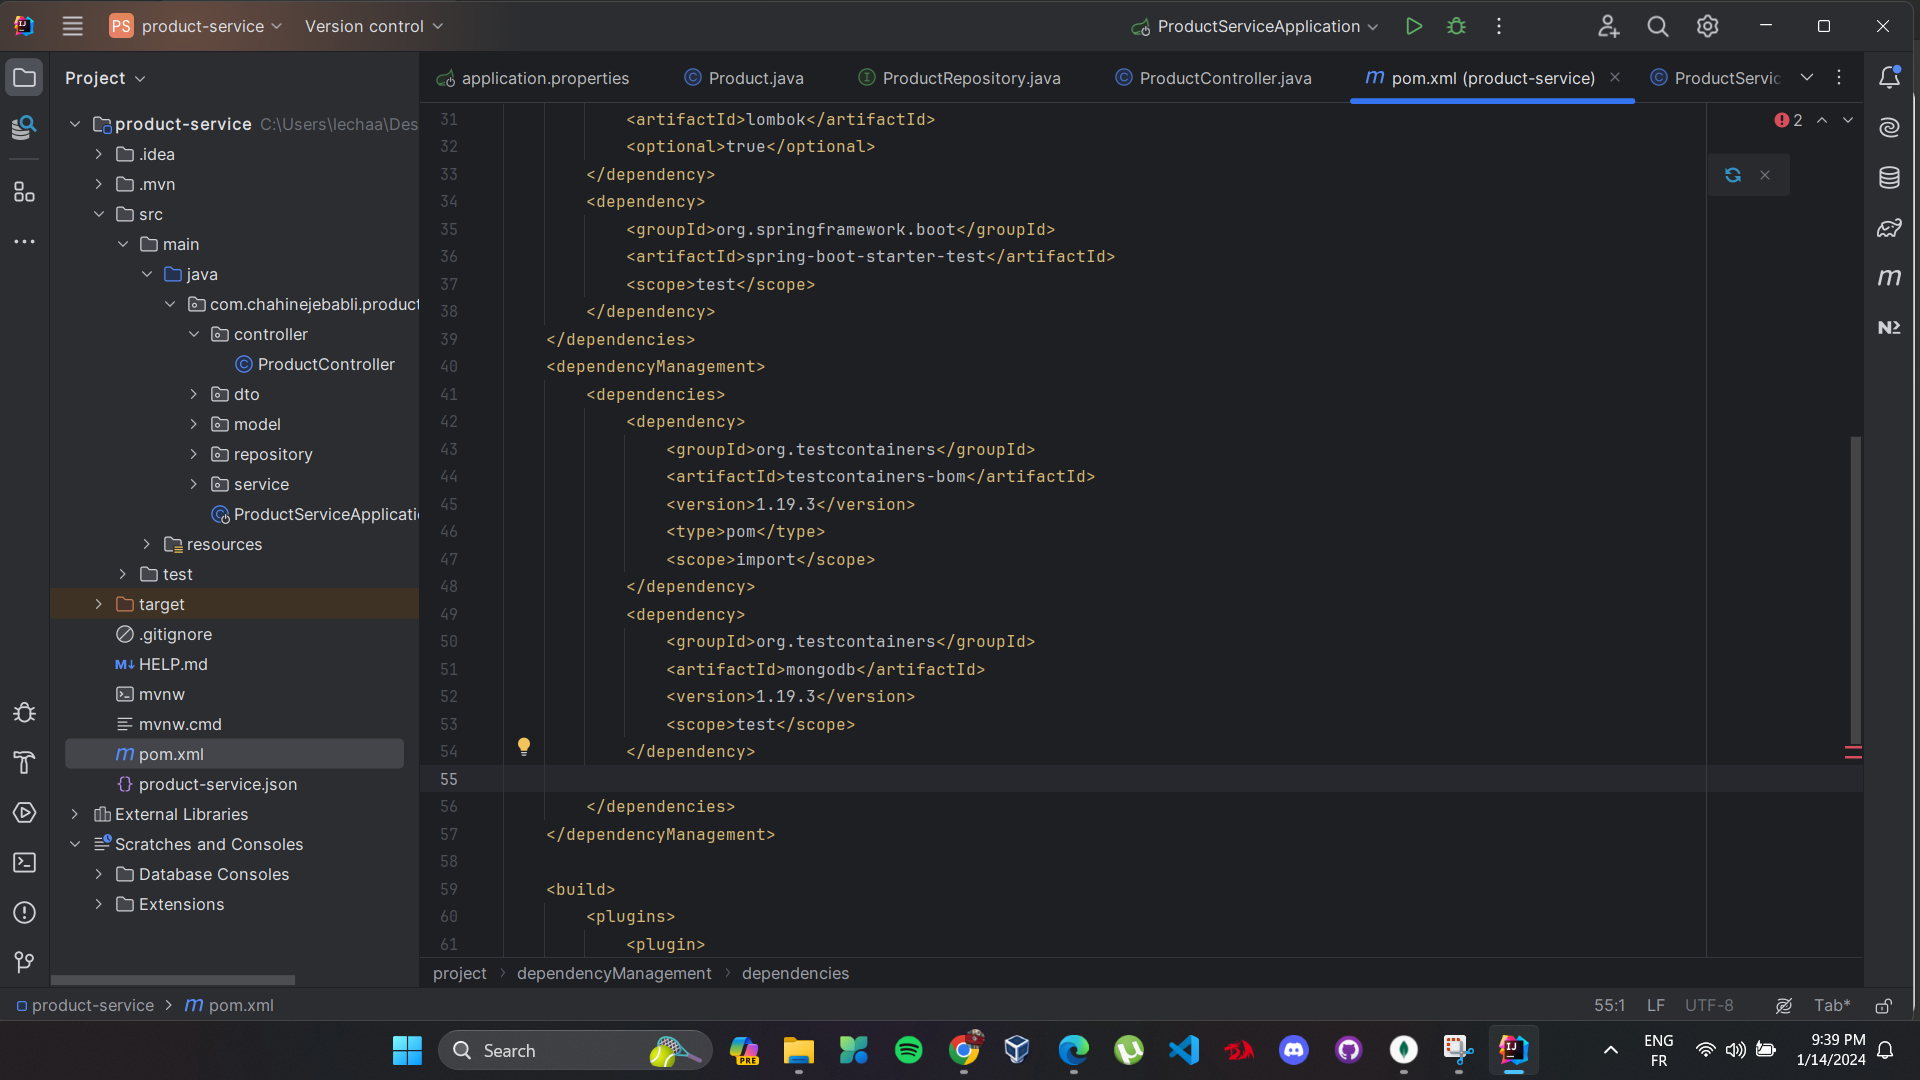 PS product-service Version control ProductServiceApplication
Project
application.properties Product.java ProductRepository.java ProductController.java m pom.xml (product-service) ProductServic
product-service C:\Users\lechaa\Des
.idea
.mvn
src
main
java
com.chahinejebabli.product
controller
ProductController
dto
model
repository
service
ProductServiceApplicati
resources
test
target
.gitignore
M↓ HELP.md
mvnw
mvnw.cmd
m pom.xml
{} product-service.json
External Libraries
Scratches and Consoles
Database Consoles
Extensions
2
31 <artifactId>lombok</artifactId>
32 <optional>true</optional>
33 </dependency>
34 <dependency>
35 <groupId>org.springframework.boot</groupId>
36 <artifactId>spring-boot-starter-test</artifactId>
37 <scope>test</scope>
38 </dependency>
39 </dependencies>
40 <dependencyManagement>
41 <dependencies>
42 <dependency>
43 <groupId>org.testcontainers</groupId>
44 <artifactId>testcontainers-bom</artifactId>
45 <version>1.19.3</version>
46 <type>pom</type>
47 <scope>import</scope>
48 </dependency>
49 <dependency>
50 <groupId>org.testcontainers</groupId>
51 <artifactId>mongodb</artifactId>
52 <version>1.19.3</version>
53 <scope>test</scope>
54 </dependency>
55
56 </dependencies>
57 </dependencyManagement>
58
59 <build>
60 <plugins>
61 <plugin>
project dependencyManagement dependencies
product-service m pom.xml 55:1 LF UTF-8 Tab*
Search
PRE
ENG
FR
9:39 PM
1/14/2024